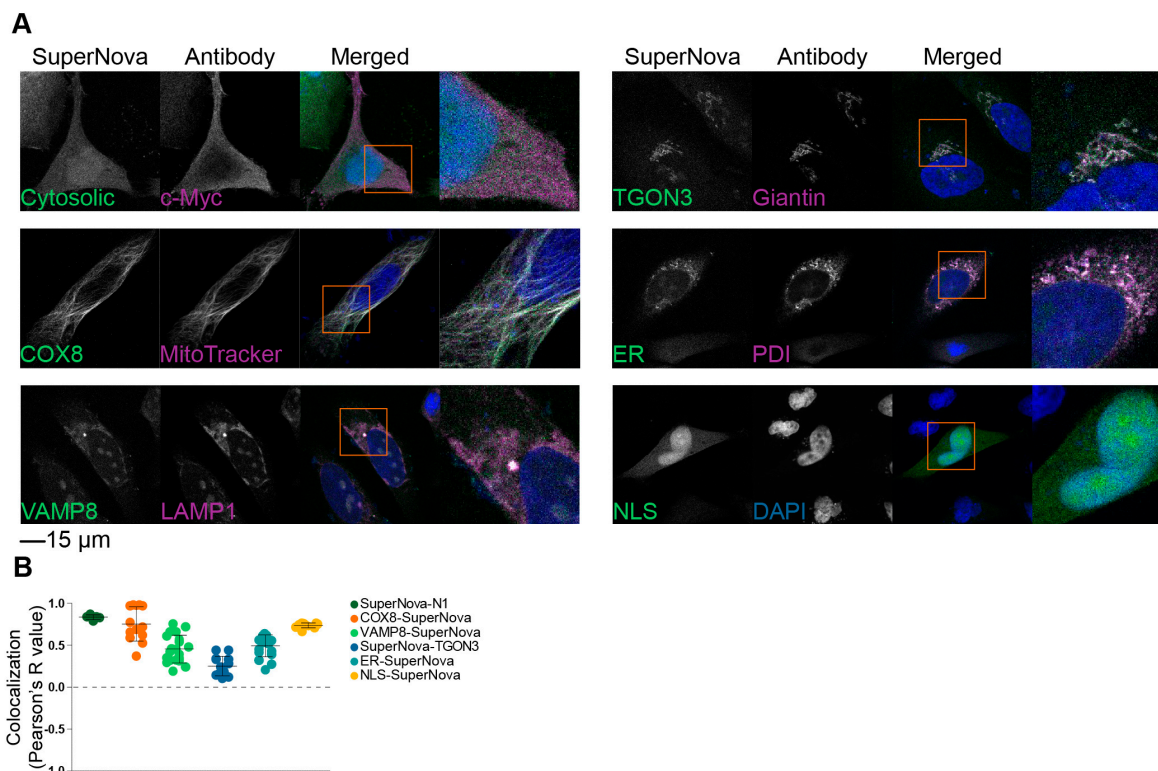 A
SuperNova Antibody Merged
SuperNova Antibody Merged
Cytosolic c-Myc
TGON3 Giantin
COX8 MitoTracker
ER PDI
VAMP8 LAMP1
NLS DAPI
15 µm
B
Colocalization
(Pearson's R value)
1.0
0.5
0.0
-0.5
-1.0
SuperNova-N1
COX8-SuperNova
VAMP8-SuperNova
SuperNova-TGON3
ER-SuperNova
NLS-SuperNova